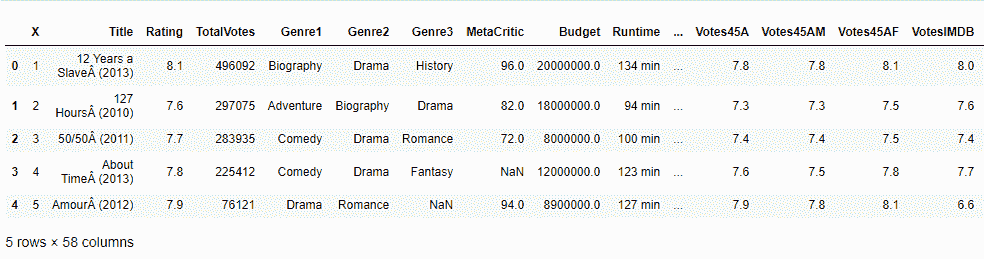 X Title Rating TotalVotes Genre1 Genre2 Genre3 MetaCritic Budget Runtime ... Votes45A Votes45AM Votes45AF VotesIMDB
0 1 12 Years a SlaveÂ (2013) 8.1 496092 Biography Drama History 96.0 20000000.0 134 min ... 7.8 7.8 8.1 8.0
1 2 127 HoursÂ (2010) 7.6 297075 Adventure Biography Drama 82.0 18000000.0 94 min ... 7.3 7.3 7.5 7.6
2 3 50/50Â (2011) 7.7 283935 Comedy Drama Romance 72.0 8000000.0 100 min ... 7.4 7.4 7.5 7.4
3 4 About TimeÂ (2013) 7.8 225412 Comedy Drama Fantasy NaN 12000000.0 123 min ... 7.6 7.5 7.8 7.7
4 5 AmourÂ (2012) 7.9 76121 Drama Romance NaN 94.0 8900000.0 127 min ... 7.9 7.8 8.1 6.6
5 rows × 58 columns